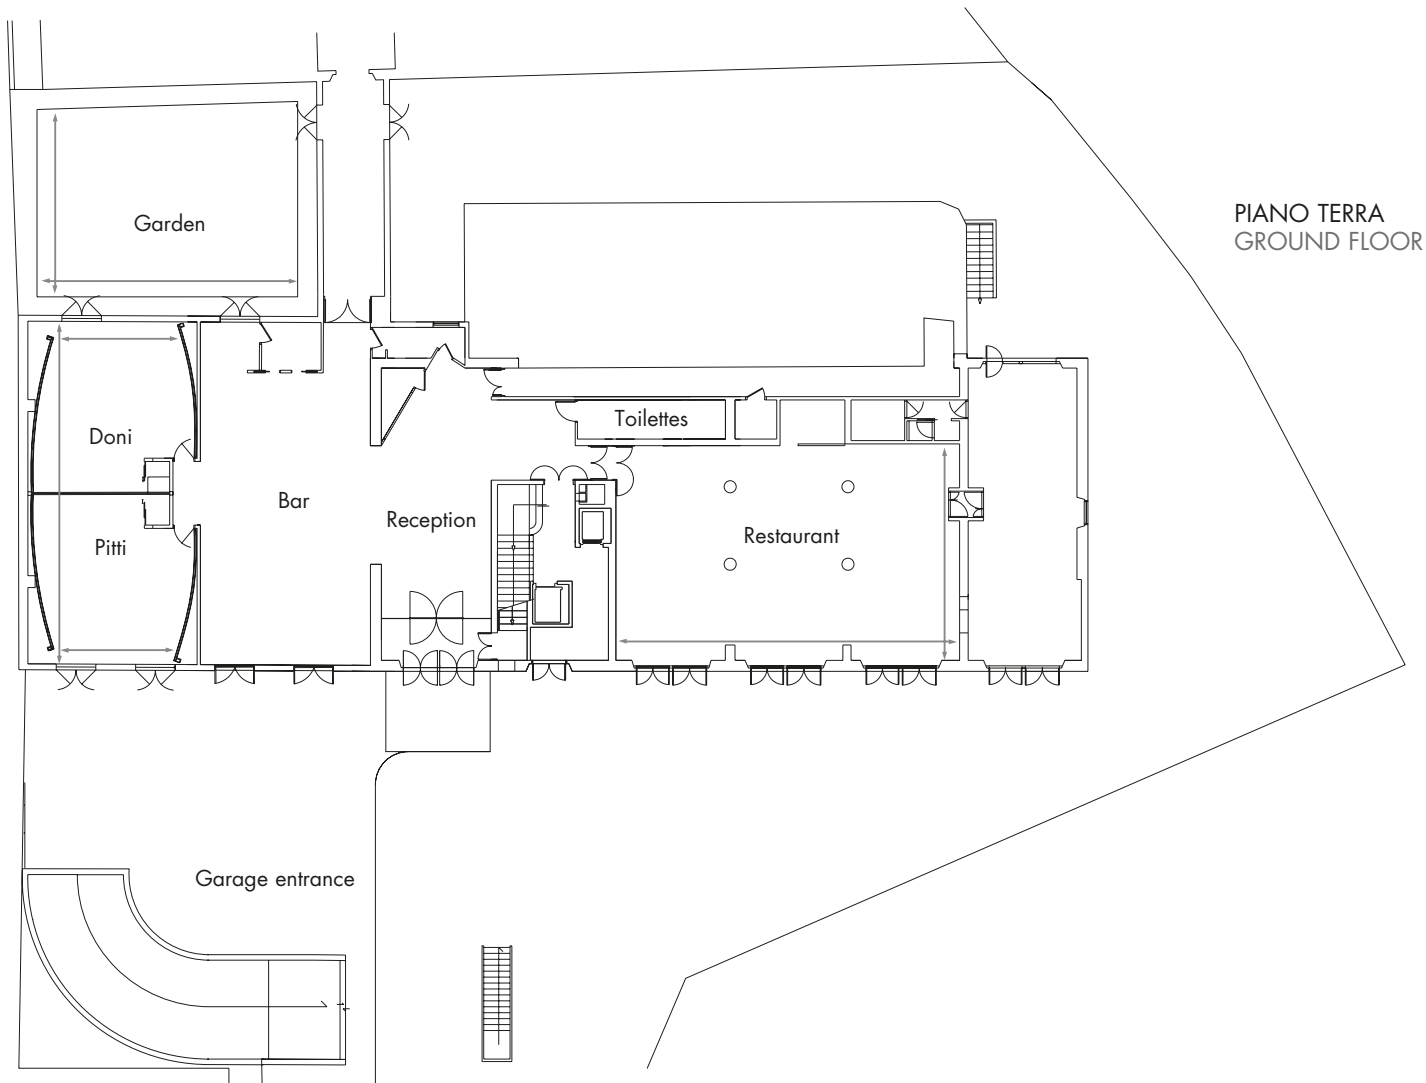 PIANO TERRA
GROUND FLOOR
Garden
Toilettes
Doni
Bar
Reception
Restaurant
Pitti
Garage entrance